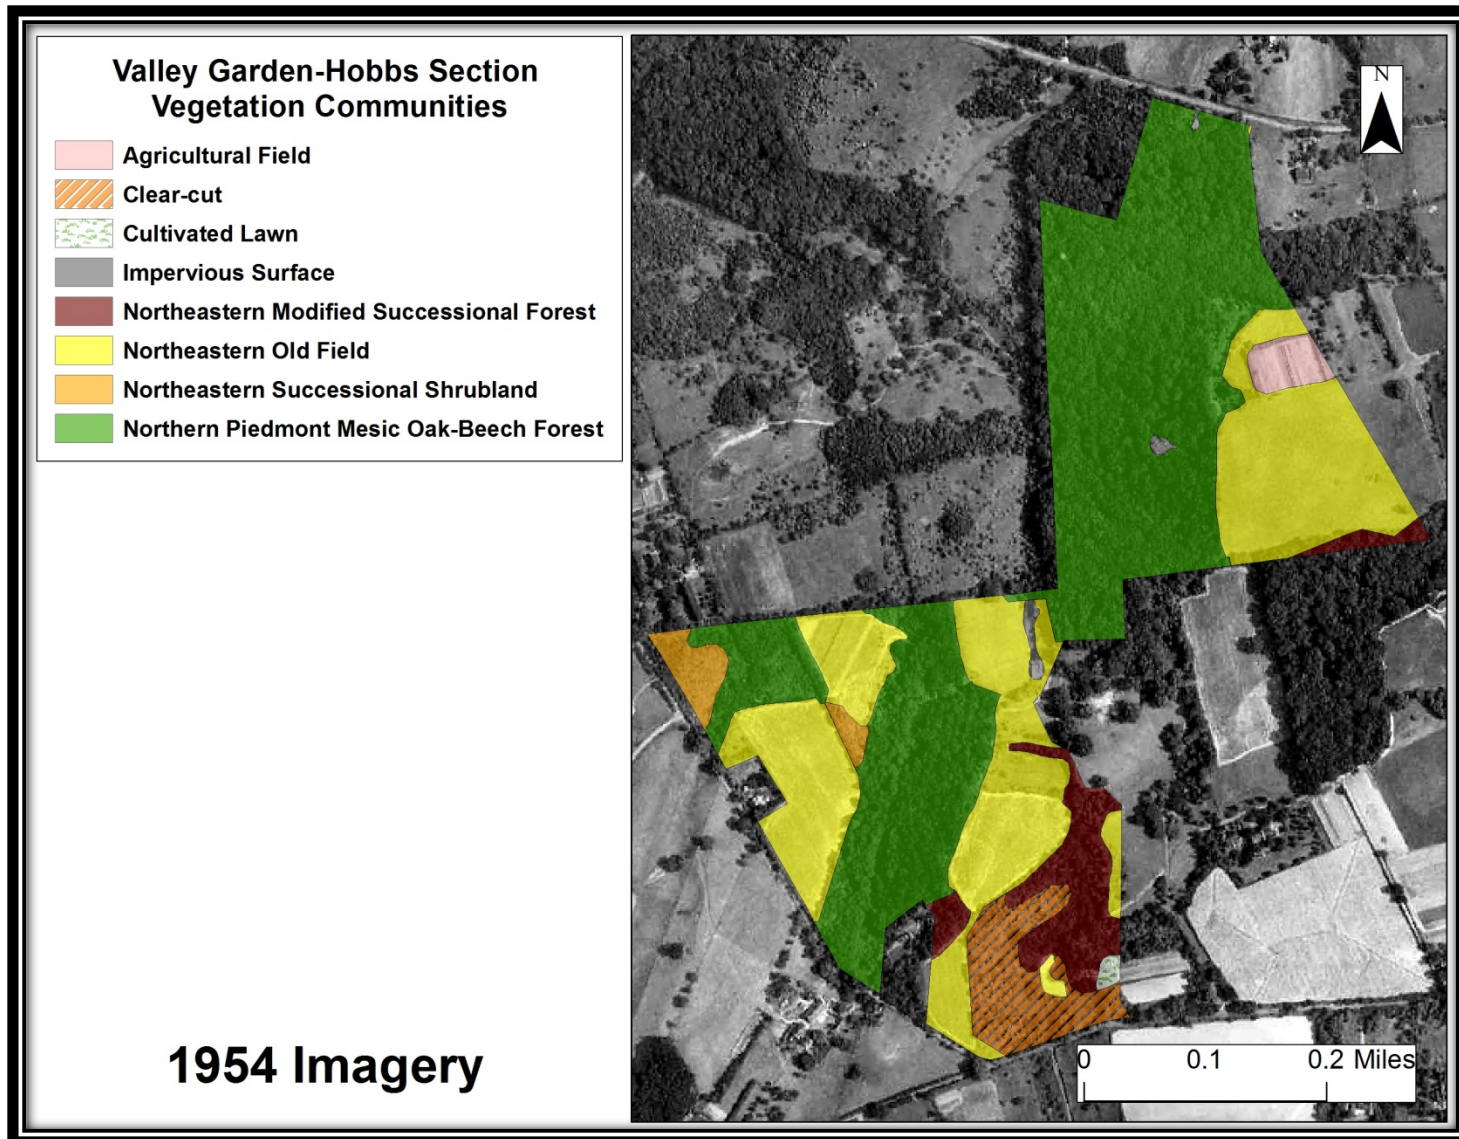 Valley Garden-Hobbs Section
Vegetation Communities
Agricultural Field
Clear-cut
Cultivated Lawn
Impervious Surface
Northeastern Modified Successional Forest
Northeastern Old Field
Northeastern Successional Shrubland
Northern Piedmont Mesic Oak-Beech Forest
N
1954 Imagery
0 0.1 0.2 Miles